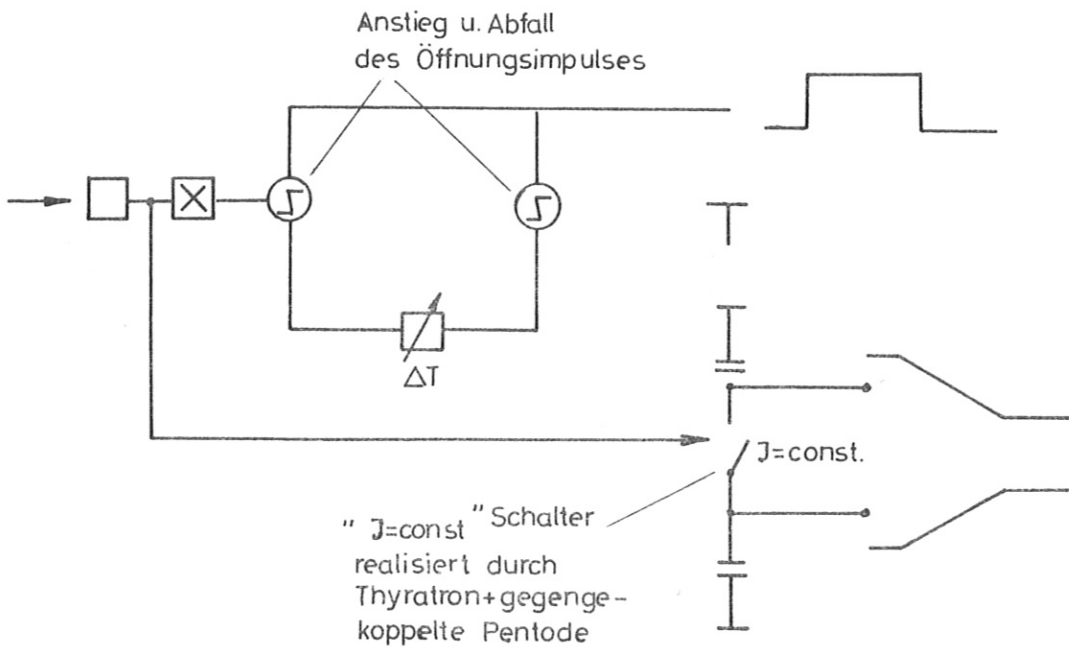 Anstieg u. Abfall
des Öffnungsimpulses
ΔT
J=const.
" J=const " Schalter
realisiert durch
Thyratron+gegenge-
koppelte Pentode